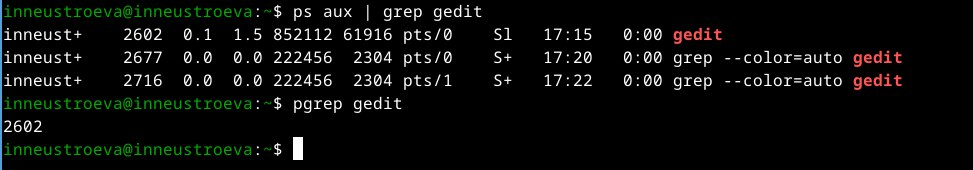 inneustroeva@inneustroeva:~$ ps aux | grep gedit
inneust+    2602  0.1  1.5 852112 61916 pts/0    Sl   17:15   0:00 gedit
inneust+    2677  0.0  0.0 222456  2304 pts/0    S+   17:20   0:00 grep --color=auto gedit
inneust+    2716  0.0  0.0 222456  2304 pts/1    S+   17:22   0:00 grep --color=auto gedit
inneustroeva@inneustroeva:~$ pgrep gedit
2602
inneustroeva@inneustroeva:~$